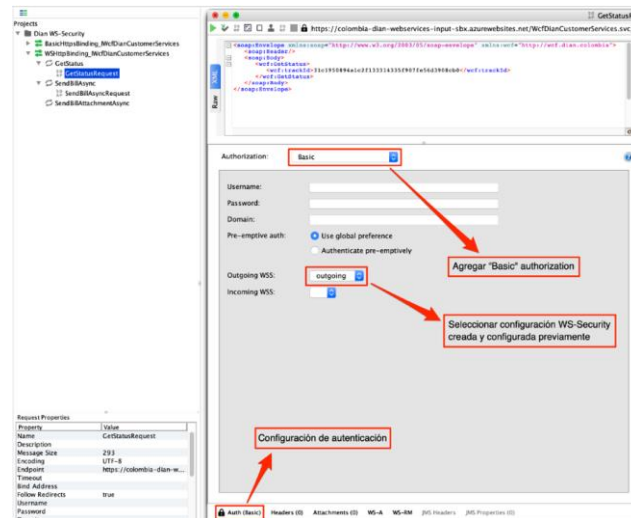 Projects
Dian WS-Security
BasicHttpsBinding_WcfDianCustomerServices
WSHttpBinding_WcfDianCustomerServices
GetStatus
GetStatusRequest
SendBillAsync
SendBillAsyncRequest
SendBillAttachmentAsync
Request Properties
Property Value
Name GetStatusRequest
Description
Message Size 293
Encoding UTF-8
Endpoint https://colombia-dian-w...
Timeout
Bind Address
Follow Redirects true
Username
Password
GetStatusR
https://colombia-dian-webservices-input-sbx.azurewebsites.net/WcfDianCustomerServices.svc
XML
Raw
<soap:Envelope xmlns:soap="http://www.w3.org/2003/05/soap-envelope" xmlns:wcf="http://wcf.dian.colombia">
<soap:Header/>
<soap:Body>
<wcf:GetStatus>
</wcf:GetStatus>
</soap:Body>
</soap:Envelope>
Authorization: Basic
Username:
Password:
Domain:
Pre-emptive auth: Use global preference
Authenticate pre-emptively
Agregar "Basic" authorization
Outgoing WSS: outgoing
Incoming WSS:
Seleccionar configuración WS-Security
creada y configurada previamente
Configuración de autenticación
Auth (Basic) Headers (0) Attachments (0) WS-A WS-RM JMS Headers JMS Properties (0)